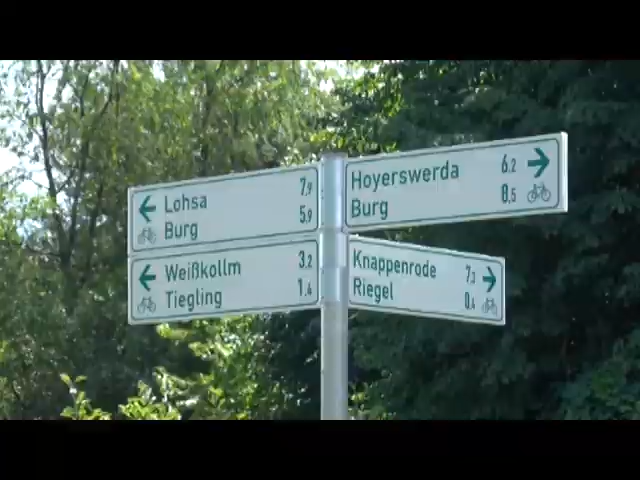 Lohsa 7,9
Burg 5,9
Weißkollm 3,2
Tiegling 1,4
Hoyerswerda 6,2
Burg 8,5
Knappenrode 7,3
Riegel 0,4